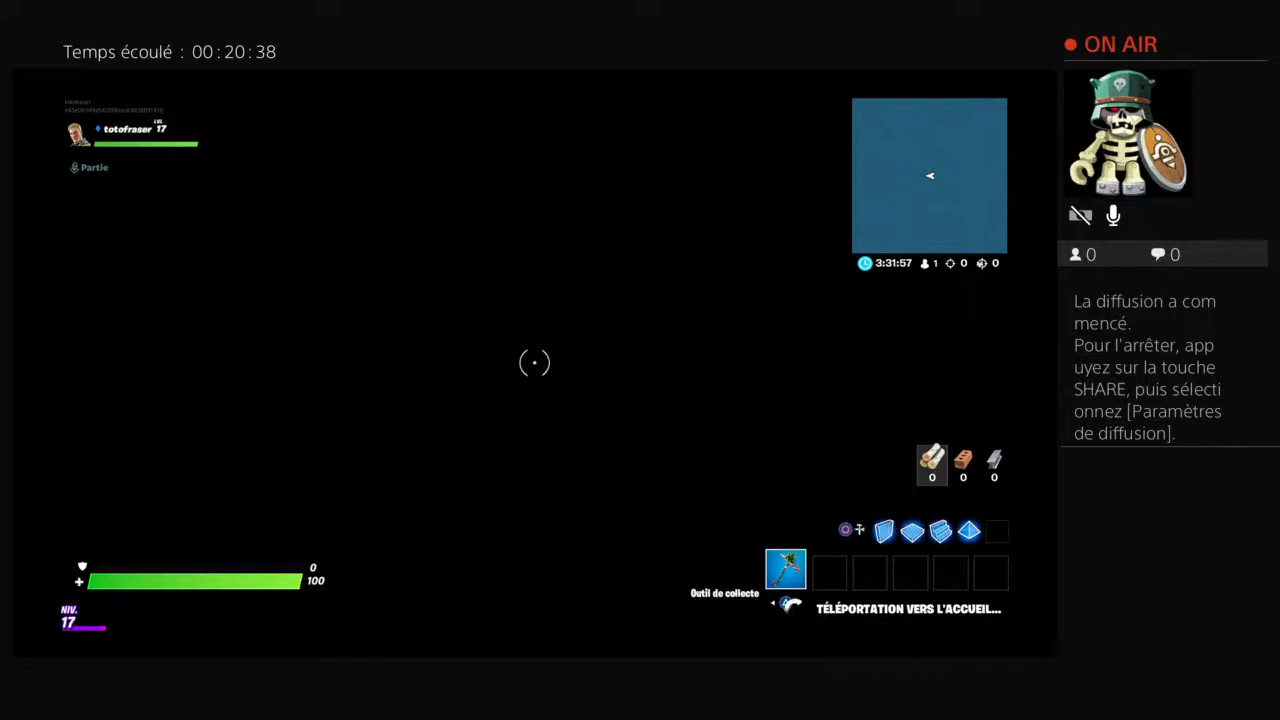 Temps écoulé : 00:20:38
ON AIR
totofraser
totofraser
LVL
17
Partie
3:31:57
1
0
0
0
0
La diffusion a com
mencé.
Pour l'arrêter, app
uyez sur la touche
SHARE, puis sélecti
onnez [Paramètres
de diffusion].
0
0
0
0
100
Outil de collecte
NIV.
17
TÉLÉPORTATION VERS L'ACCUEIL...